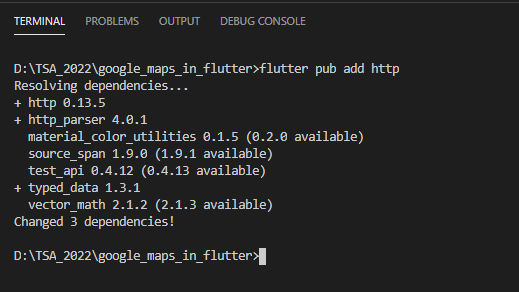 TERMINAL PROBLEMS OUTPUT DEBUG CONSOLE
D:\TSA_2022\google_maps_in_flutter>flutter pub add http
Resolving dependencies...
+ http 0.13.5
+ http_parser 4.0.1
  material_color_utilities 0.1.5 (0.2.0 available)
  source_span 1.9.0 (1.9.1 available)
  test_api 0.4.12 (0.4.13 available)
+ typed_data 1.3.1
  vector_math 2.1.2 (2.1.3 available)
Changed 3 dependencies!
D:\TSA_2022\google_maps_in_flutter>